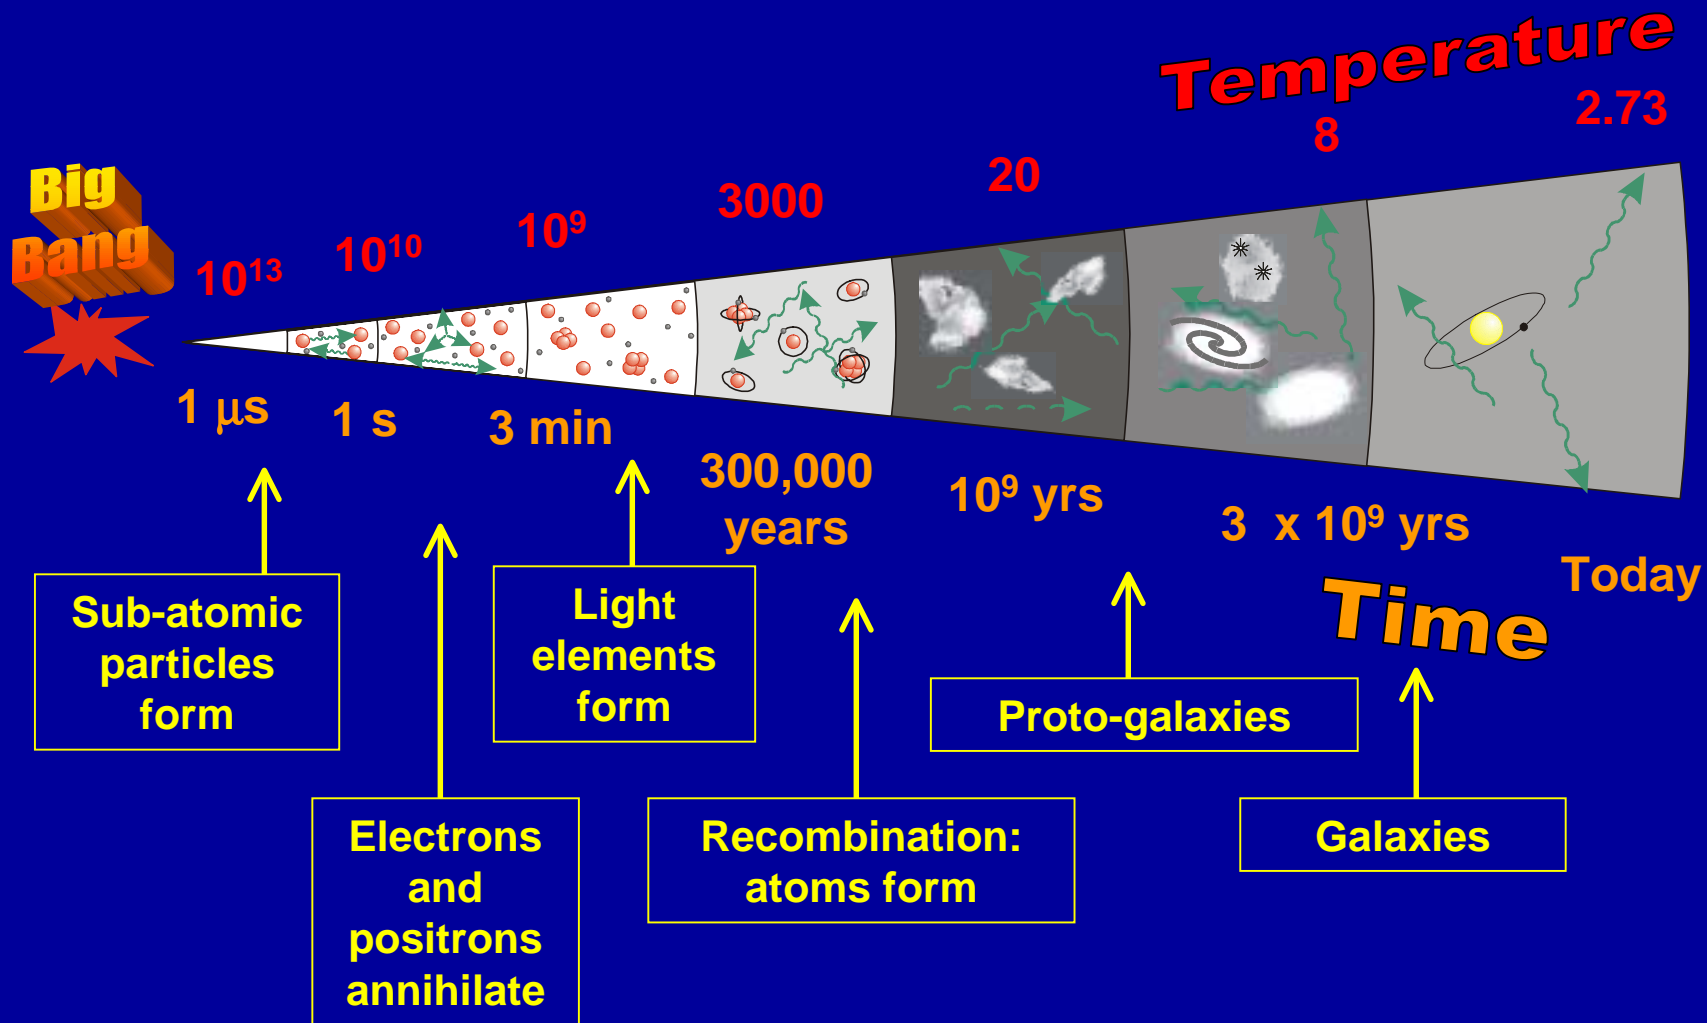 Temperature
Big
Bang
10¹³
10¹⁰
10⁹
3000
20
8
2.73
1 μs
1 s
3 min
300,000
years
10⁹ yrs
3 x 10⁹ yrs
Today
Time
Sub-atomic
particles
form
Electrons
and
positrons
annihilate
Light
elements
form
Recombination:
atoms form
Proto-galaxies
Galaxies